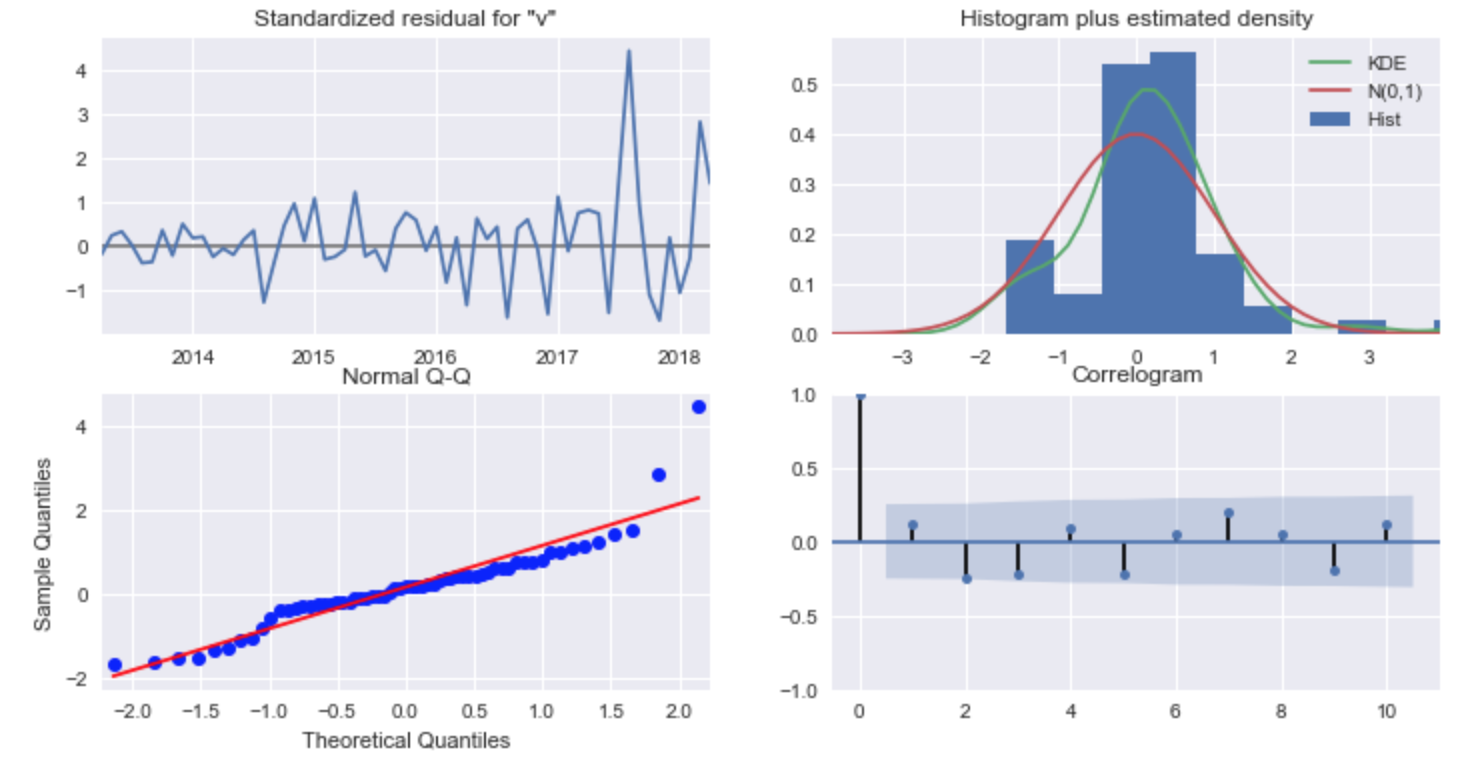 Standardized residual for "v"
4
3
2
1
0
−1
2014 2015 2016 2017 2018
Histogram plus estimated density
KDE
N(0,1)
Hist
0.5
0.4
0.3
0.2
0.1
0.0
−3 −2 −1 0 1 2 3
Normal Q-Q
Sample Quantiles
4
2
0
−2
−2.0 −1.5 −1.0 −0.5 0.0 0.5 1.0 1.5 2.0
Theoretical Quantiles
Correlogram
1.0
0.5
0.0
−0.5
−1.0
0 2 4 6 8 10